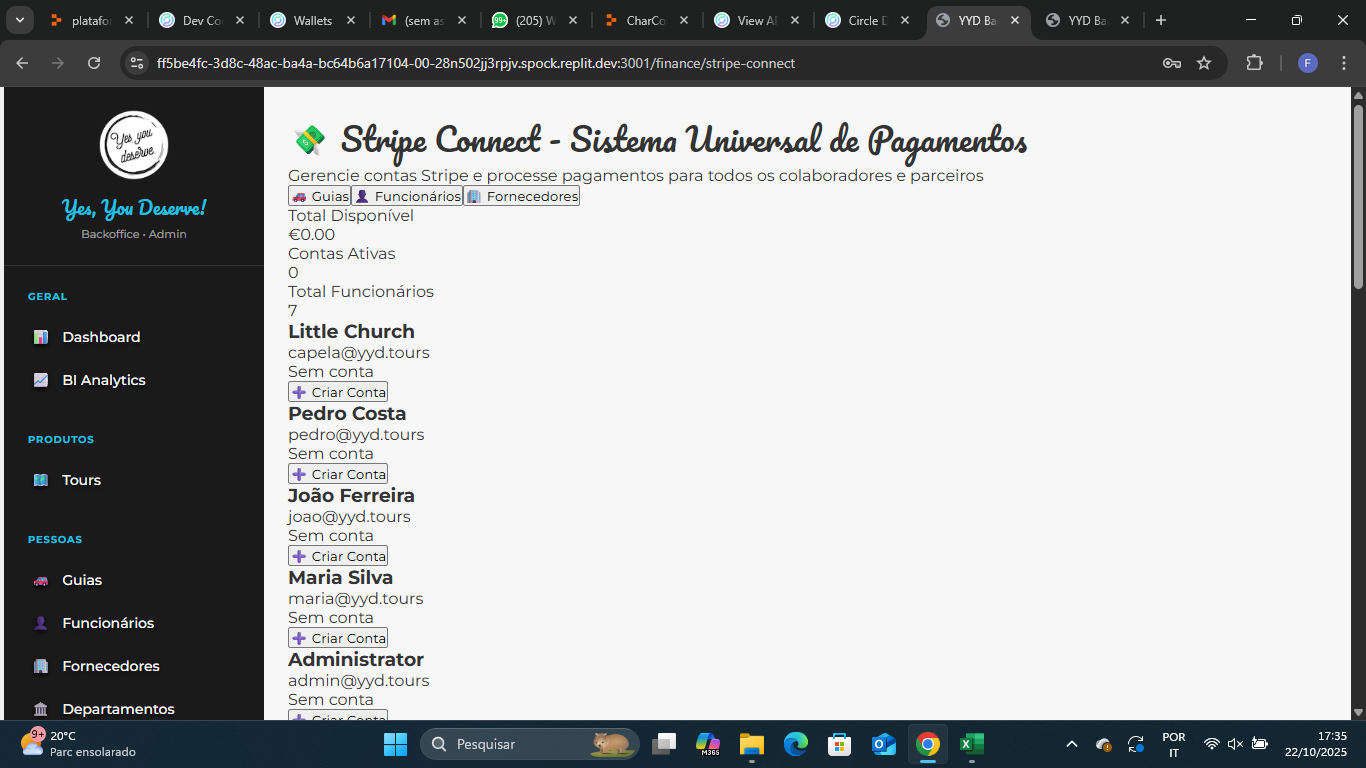 platafor
Dev Co
Wallets
(sem as
99+
(205) W
CharCo
View AP
Circle D
YYD Ba
YYD Ba
ff5be4fc-3d8c-48ac-ba4a-bc64b6a17104-00-28n502jj3rpjv.spock.replit.dev:3001/finance/stripe-connect
F
Yes, you deserve.
Yes, You Deserve!
Backoffice • Admin
GERAL
Dashboard
BI Analytics
PRODUTOS
Tours
PESSOAS
Guias
Funcionários
Fornecedores
Departamentos
Stripe Connect - Sistema Universal de Pagamentos
Gerencie contas Stripe e processe pagamentos para todos os colaboradores e parceiros
Guias Funcionários Fornecedores
Total Disponível
€0.00
Contas Ativas
0
Total Funcionários
7
Little Church
capela@yyd.tours
Sem conta
Criar Conta
Pedro Costa
pedro@yyd.tours
Sem conta
Criar Conta
João Ferreira
joao@yyd.tours
Sem conta
Criar Conta
Maria Silva
maria@yyd.tours
Sem conta
Criar Conta
Administrator
admin@yyd.tours
Sem conta
Criar Conta
9+
20°C
Parc ensolarado
Pesquisar
M365
POR
IT
17:35
22/10/2025